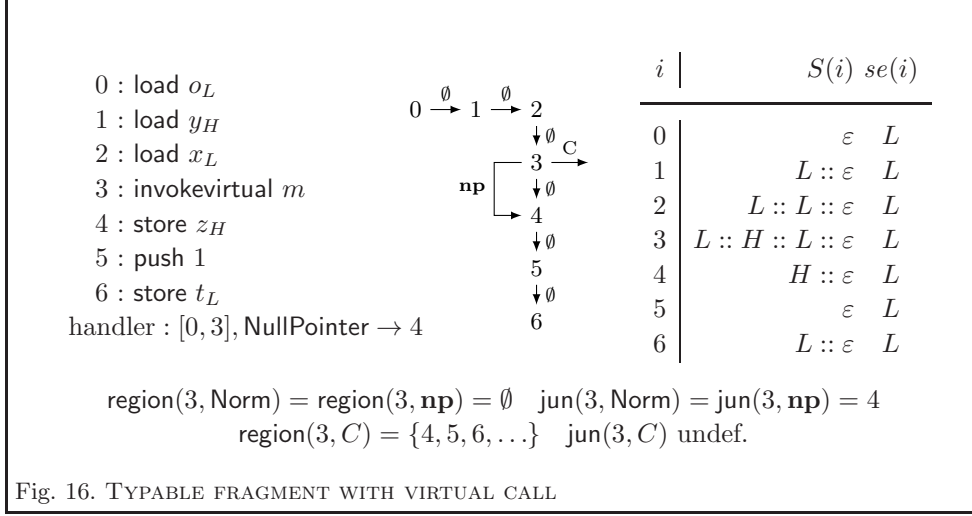 0 : load o_L
1 : load y_H
2 : load x_L
3 : invokevirtual m
4 : store z_H
5 : push 1
6 : store t_L
handler : [0, 3], NullPointer → 4
0 ∅ 1 ∅ 2
∅
3 C
np ∅
4
∅
5
∅
6
i S(i) se(i)
0 ε L
1 L :: ε L
2 L :: L :: ε L
3 L :: H :: L :: ε L
4 H :: ε L
5 ε L
6 L :: ε L
region(3, Norm) = region(3, np) = ∅ jun(3, Norm) = jun(3, np) = 4
region(3, C) = {4, 5, 6, . . .} jun(3, C) undef.
Fig. 16. Typable fragment with virtual call